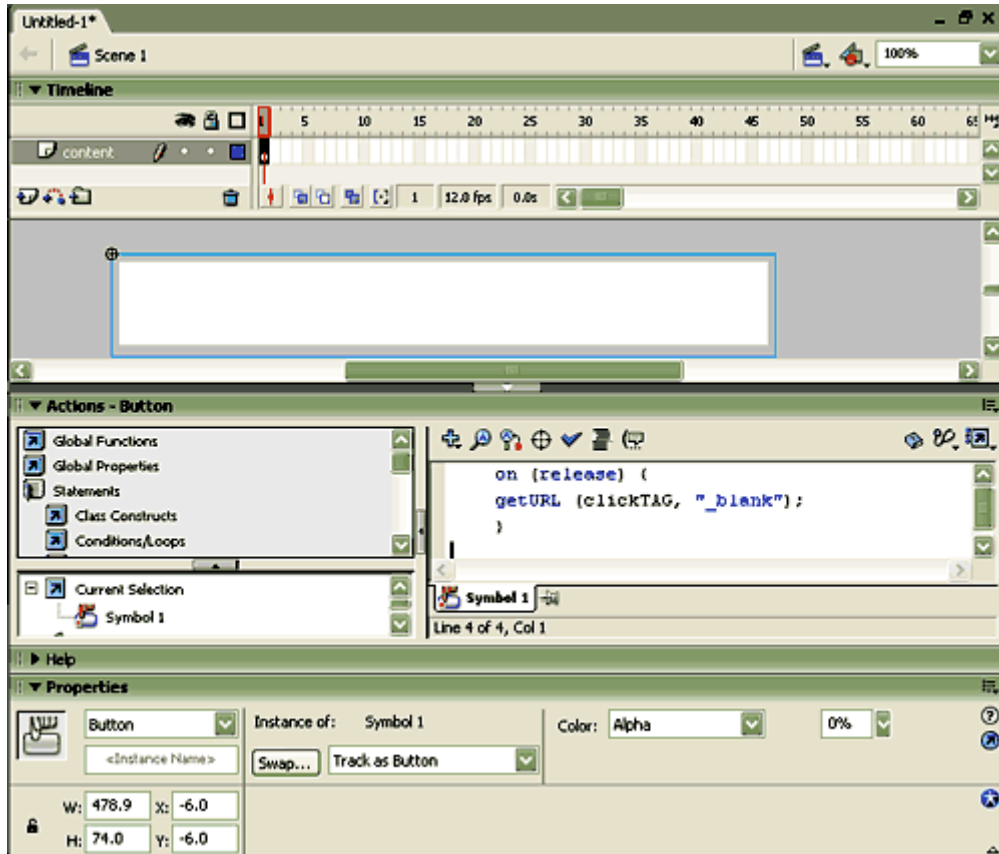 Untitled-1*
Scene 1
100%
Timeline
1 5 10 15 20 25 30 35 40 45 50 55 60 65
content
1 12.0 fps 0.0s
Actions - Button
Global Functions
Global Properties
Statements
Class Constructs
Conditions/Loops
on (release) {
getURL (clickTAG, "_blank");
}
Current Selection
Symbol 1
Symbol 1
Line 4 of 4, Col 1
Help
Properties
Button
Instance of: Symbol 1
Color: Alpha
0%
<Instance Name>
Swap... Track as Button
W: 478.9 X: -6.0
H: 74.0 Y: -6.0